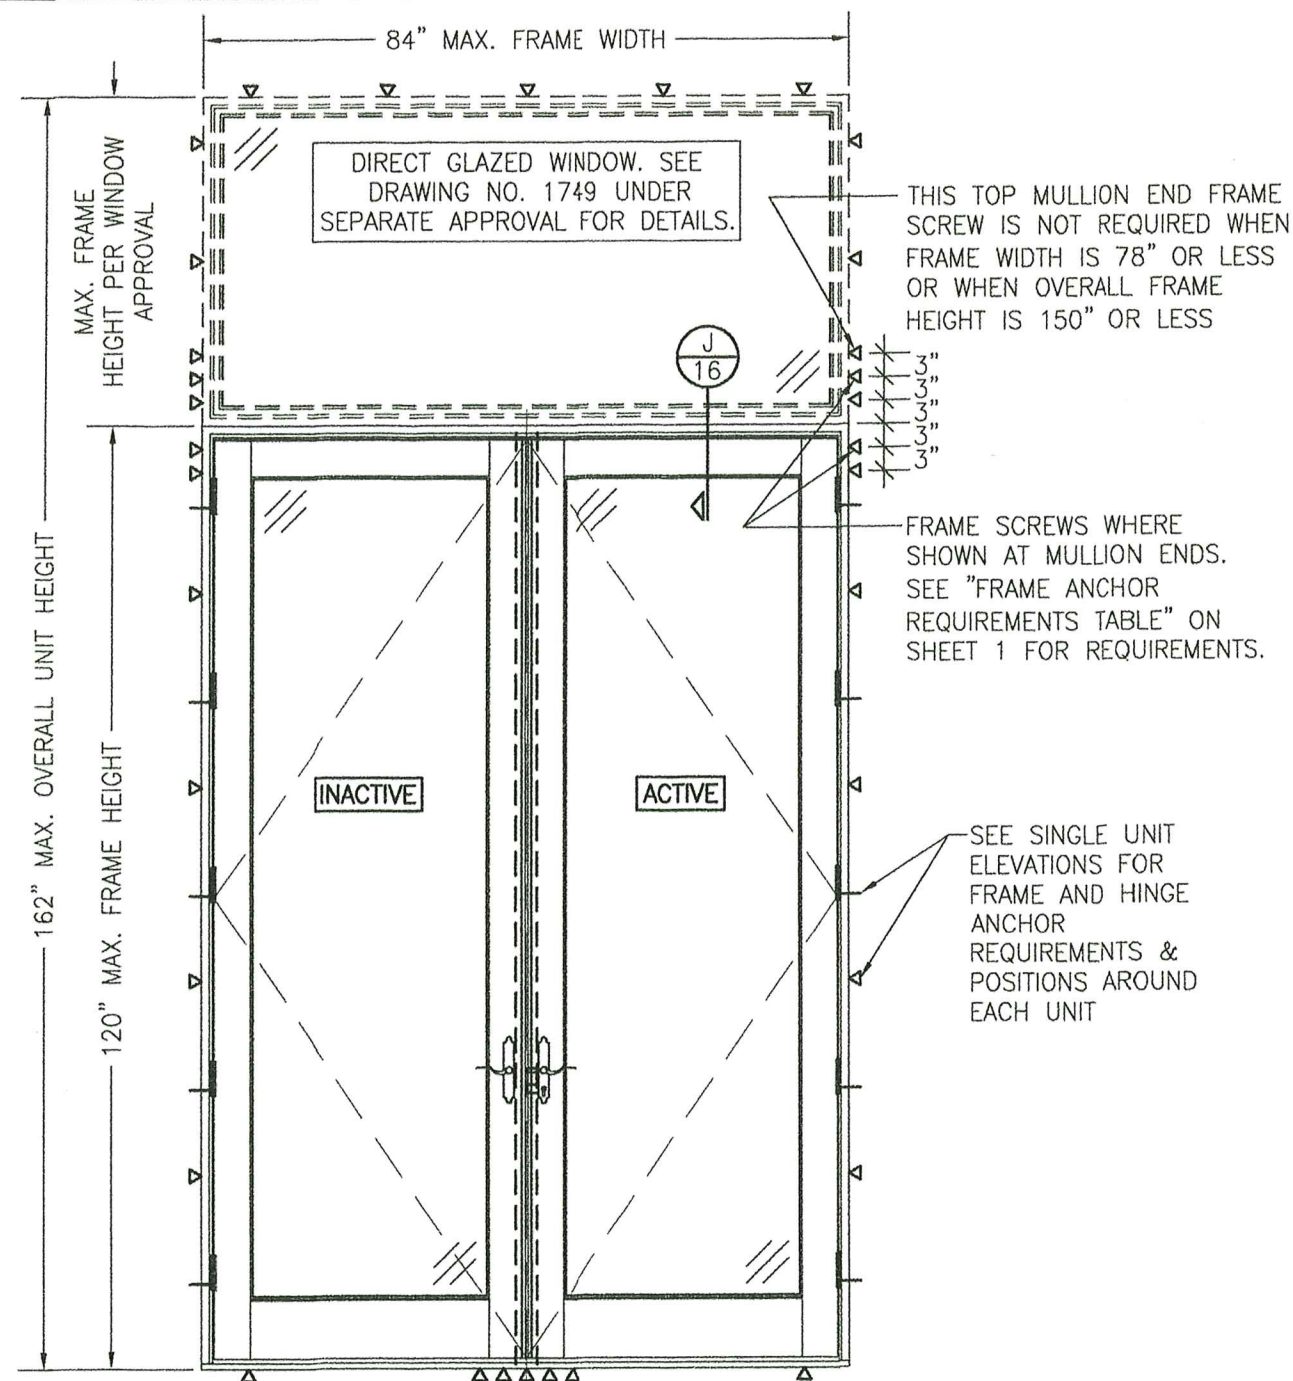 84" MAX. FRAME WIDTH
MAX. FRAME
HEIGHT PER WINDOW
APPROVAL
DIRECT GLAZED WINDOW. SEE
DRAWING NO. 1749 UNDER
SEPARATE APPROVAL FOR DETAILS.
THIS TOP MULLION END FRAME
SCREW IS NOT REQUIRED WHEN
FRAME WIDTH IS 78" OR LESS
OR WHEN OVERALL FRAME
HEIGHT IS 150" OR LESS
J
16
3"
3"
3"
3"
3"
FRAME SCREWS WHERE
SHOWN AT MULLION ENDS.
SEE "FRAME ANCHOR
REQUIREMENTS TABLE" ON
SHEET 1 FOR REQUIREMENTS.
162" MAX. OVERALL UNIT HEIGHT
120" MAX. FRAME HEIGHT
INACTIVE
ACTIVE
SEE SINGLE UNIT
ELEVATIONS FOR
FRAME AND HINGE
ANCHOR
REQUIREMENTS &
POSITIONS AROUND
EACH UNIT